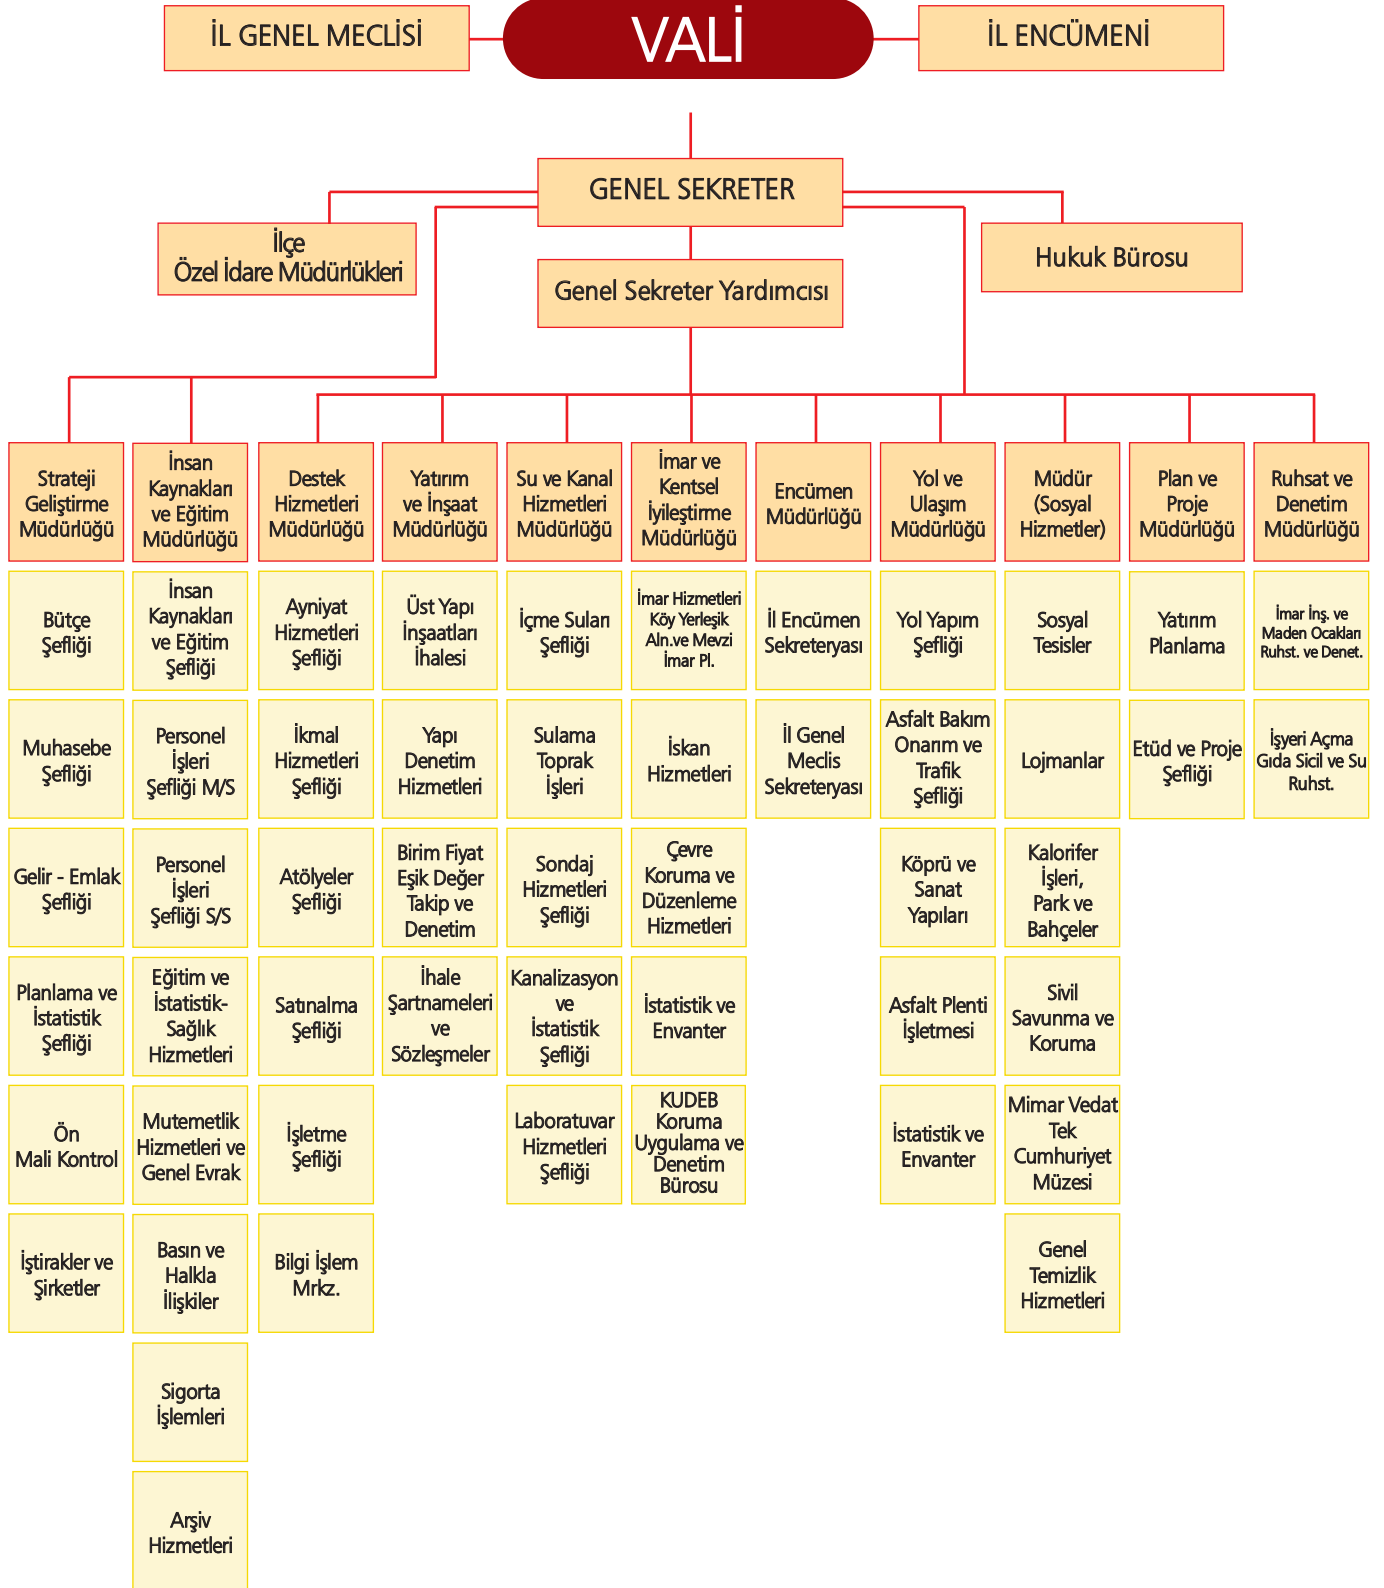 İL GENEL MECLİSİ
VALİ
İL ENCÜMENİ
GENEL SEKRETER
İlçe
Özel İdare Müdürlükleri
Hukuk Bürosu
Genel Sekreter Yardımcısı
Strateji
Geliştirme
Müdürlüğü
İnsan
Kaynakları
ve Eğitim
Müdürlüğü
Destek
Hizmetleri
Müdürlüğü
Yatırım
ve İnşaat
Müdürlüğü
Su ve Kanal
Hizmetleri
Müdürlüğü
İmar ve
Kentsel
İyileştirme
Müdürlüğü
Encümen
Müdürlüğü
Yol ve
Ulaşım
Müdürlüğü
Müdür
(Sosyal
Hizmetler)
Plan ve
Proje
Müdürlüğü
Ruhsat ve
Denetim
Müdürlüğü
Bütçe
Şefliği
İnsan
Kaynakları
ve Eğitim
Şefliği
Ayniyat
Hizmetleri
Şefliği
Üst Yapı
İnşaatları
İhalesi
İçme Suları
Şefliği
İmar Hizmetleri
Köy Yerleşik
Aln.ve Mevzi
İmar Pl.
İl Encümen
Sekreteryası
Yol Yapım
Şefliği
Sosyal
Tesisler
Yatırım
Planlama
İmar İnş. ve
Maden Ocakları
Ruhst. ve Denet.
Muhasebe
Şefliği
Personel
İşleri
Şefliği M/S
İkmal
Hizmetleri
Şefliği
Yapı
Denetim
Hizmetleri
Sulama
Toprak
İşleri
İskan
Hizmetleri
İl Genel
Meclis
Sekreteryası
Asfalt Bakım
Onarım ve
Trafik
Şefliği
Lojmanlar
Etüd ve Proje
Şefliği
İşyeri Açma
Gıda Sicil ve Su
Ruhst.
Gelir - Emlak
Şefliği
Personel
İşleri
Şefliği S/S
Atölyeler
Şefliği
Birim Fiyat
Eşik Değer
Takip ve
Denetim
Sondaj
Hizmetleri
Şefliği
Çevre
Koruma ve
Düzenleme
Hizmetleri
Köprü ve
Sanat
Yapıları
Kalorifer
İşleri,
Park ve
Bahçeler
Planlama ve
İstatistik
Şefliği
Eğitim ve
İstatistik-
Sağlık
Hizmetleri
Satınalma
Şefliği
İhale
Şartnameleri
ve
Sözleşmeler
Kanalizasyon
ve
İstatistik
Şefliği
İstatistik ve
Envanter
Asfalt Plenti
İşletmesi
Sivil
Savunma ve
Koruma
Ön
Mali Kontrol
Mutemetlik
Hizmetleri ve
Genel Evrak
İşletme
Şefliği
Laboratuvar
Hizmetleri
Şefliği
KUDEB
Koruma
Uygulama ve
Denetim
Bürosu
İstatistik ve
Envanter
Mimar Vedat
Tek
Cumhuriyet
Müzesi
İştirakler ve
Şirketler
Basın ve
Halkla
İlişkiler
Bilgi İşlem
Mrkz.
Genel
Temizlik
Hizmetleri
Sigorta
İşlemleri
Arşiv
Hizmetleri